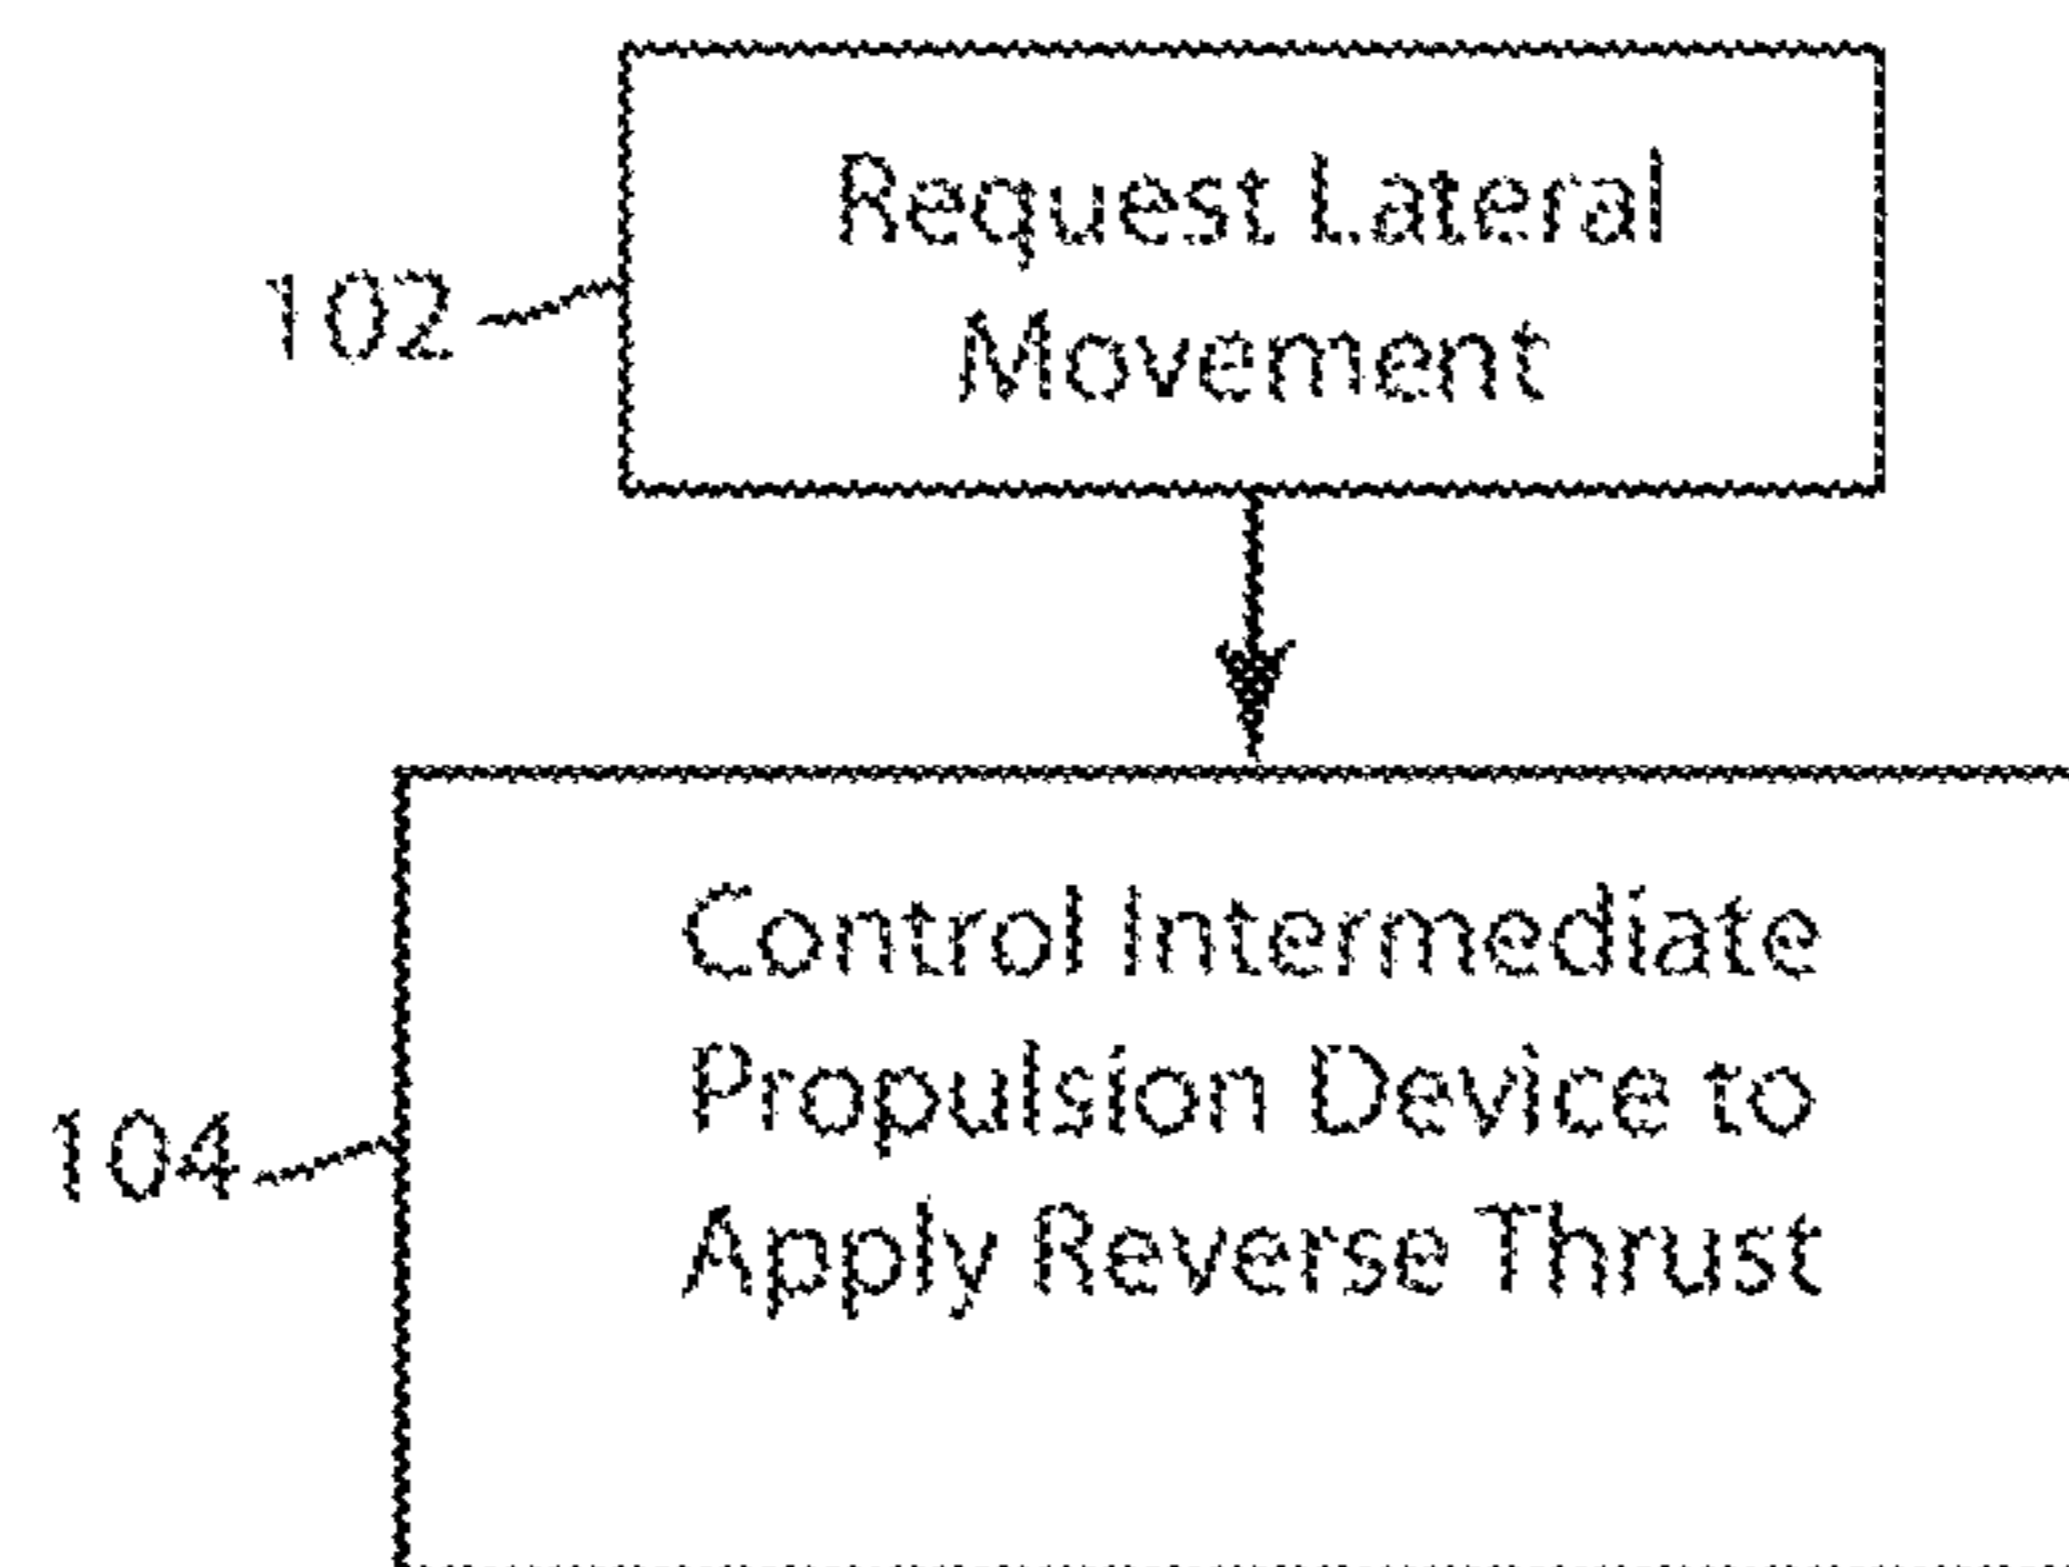 Request Lateral
Movement
102
Control Intermediate
Propulsion Device to
Apply Reverse Thrust
104